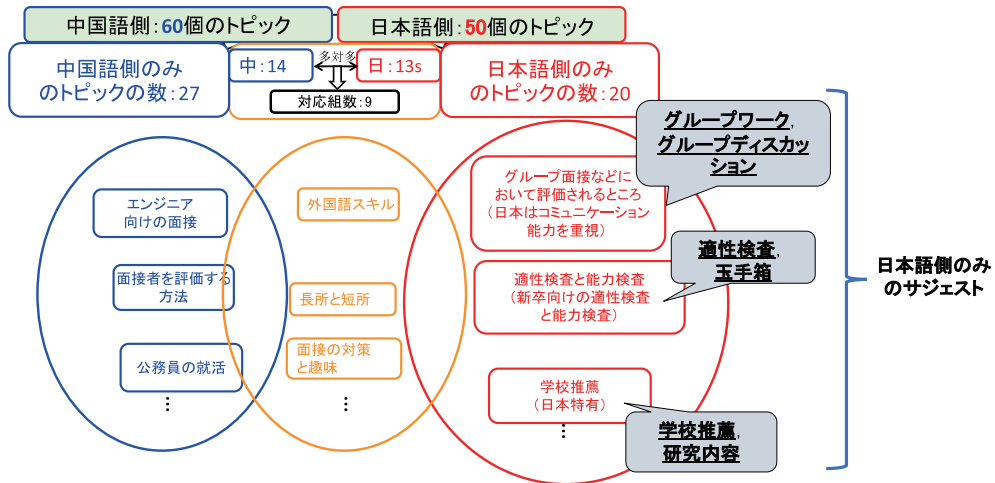 中国語側：60個のトピック
日本語側：50個のトピック
中国語側のみ
のトピックの数：27
中：14
多対多
日：13s
対応組数：9
日本語側のみ
のトピックの数：20
エンジニア
向けの面接
面接者を評価する
方法
公務員の就活
⋮
外国語スキル
長所と短所
面接の対策
と趣味
⋮
グループ面接などに
おいて評価されるところ
（日本はコミュニケーション
能力を重視）
適性検査と能力検査
（新卒向けの適性検査
と能力検査）
学校推薦
（日本特有）
⋮
グループワーク，
グループディスカッ
ション
適性検査，
玉手箱
学校推薦，
研究内容
日本語側のみ
のサジェスト